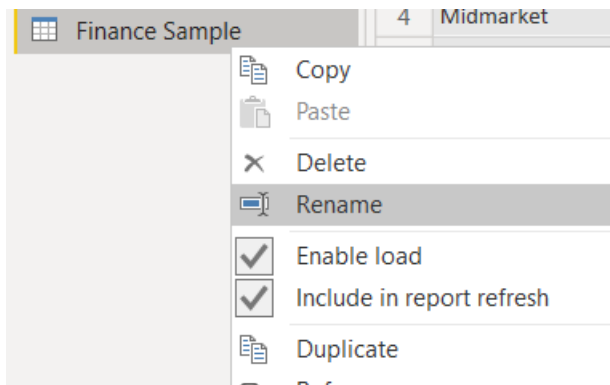 Finance Sample
4 Midmarket
Copy
Paste
Delete
Rename
Enable load
Include in report refresh
Duplicate